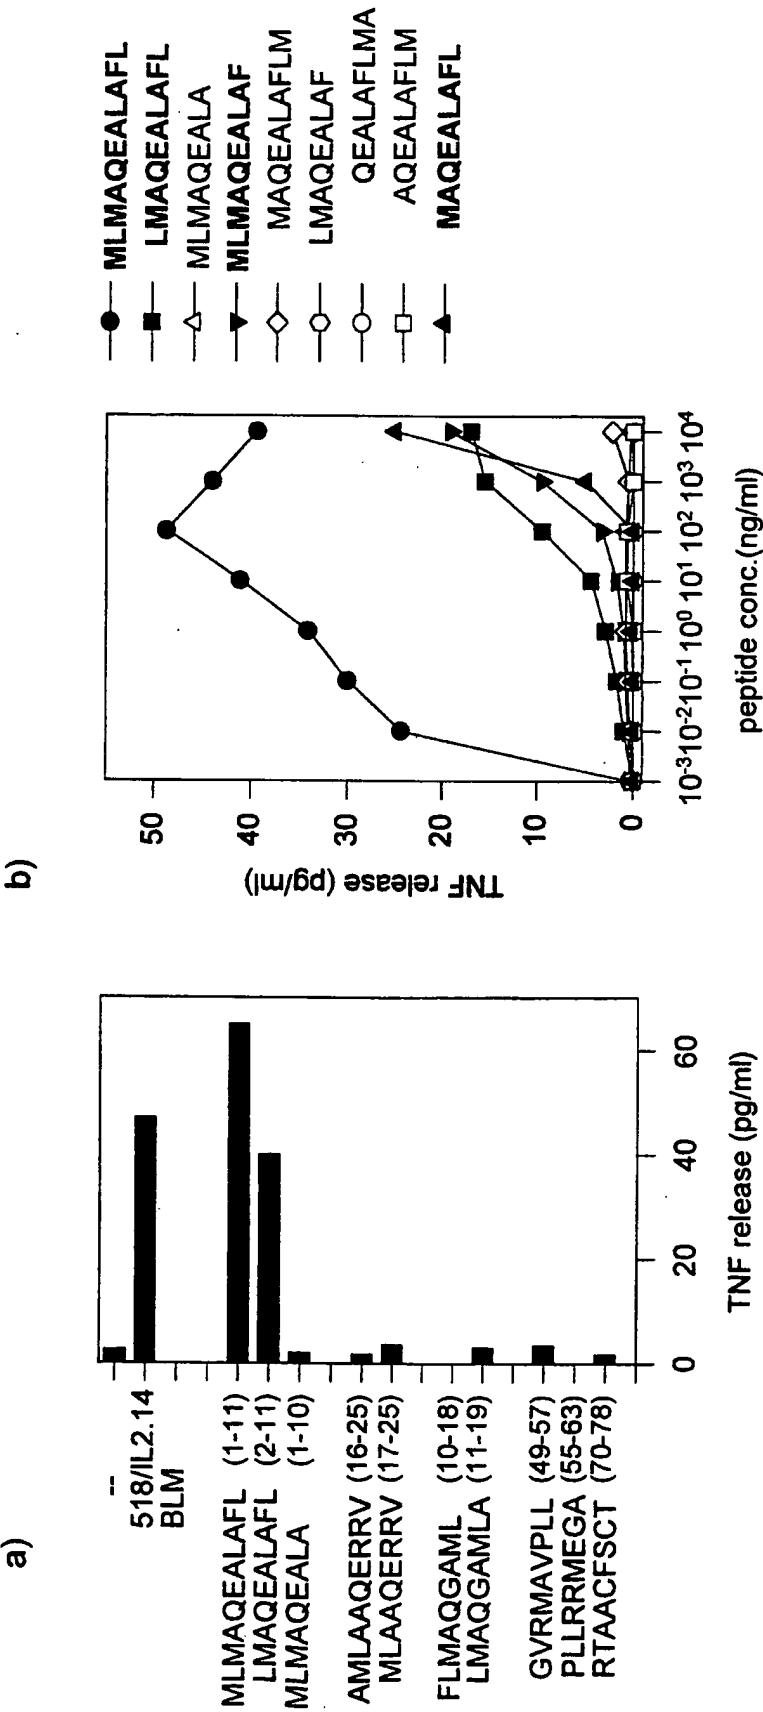 a)
--
518/IL2.14
BLM
MLMAQEALAFL (1-11)
LMAQEALAFL (2-11)
MLMAQEALA (1-10)
AMLAAQERRV (16-25)
MLAAQERRV (17-25)
FLMAQGAML (10-18)
LMAQGAMLA (11-19)
GVRMAVPLL (49-57)
PLLRRMEGA (55-63)
RTAACFSCT (70-78)
0 20 40 60
TNF release (pg/ml)
b)
TNF release (pg/ml)
50
40
30
20
10
0
10-3 10-2 10-1 100 101 102 103 104
peptide conc.(ng/ml)
MLMAQEALAFL
LMAQEALAFL
MLMAQEALA
MLMAQEALAF
MAQEALAFLM
LMAQEALAF
QEALAFLMA
AQEALAFLM
MAQEALAFL